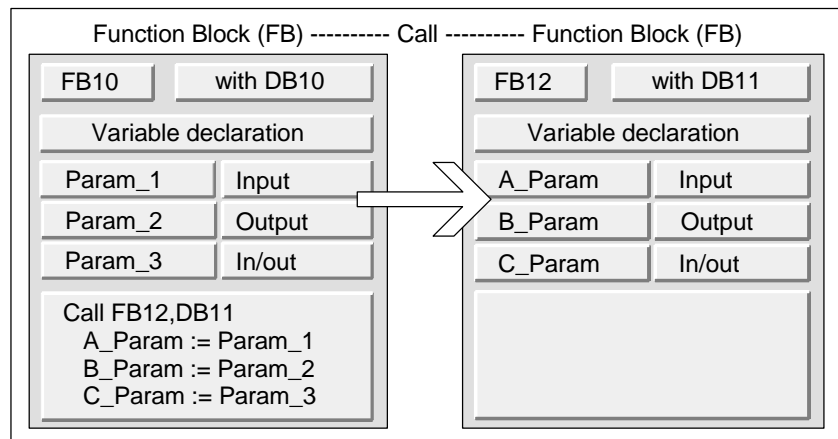 Function Block (FB) ---------- Call ---------- Function Block (FB)
FB10 with DB10
Variable declaration
Param_1 Input
Param_2 Output
Param_3 In/out
Call FB12,DB11
A_Param := Param_1
B_Param := Param_2
C_Param := Param_3
FB12 with DB11
Variable declaration
A_Param Input
B_Param Output
C_Param In/out